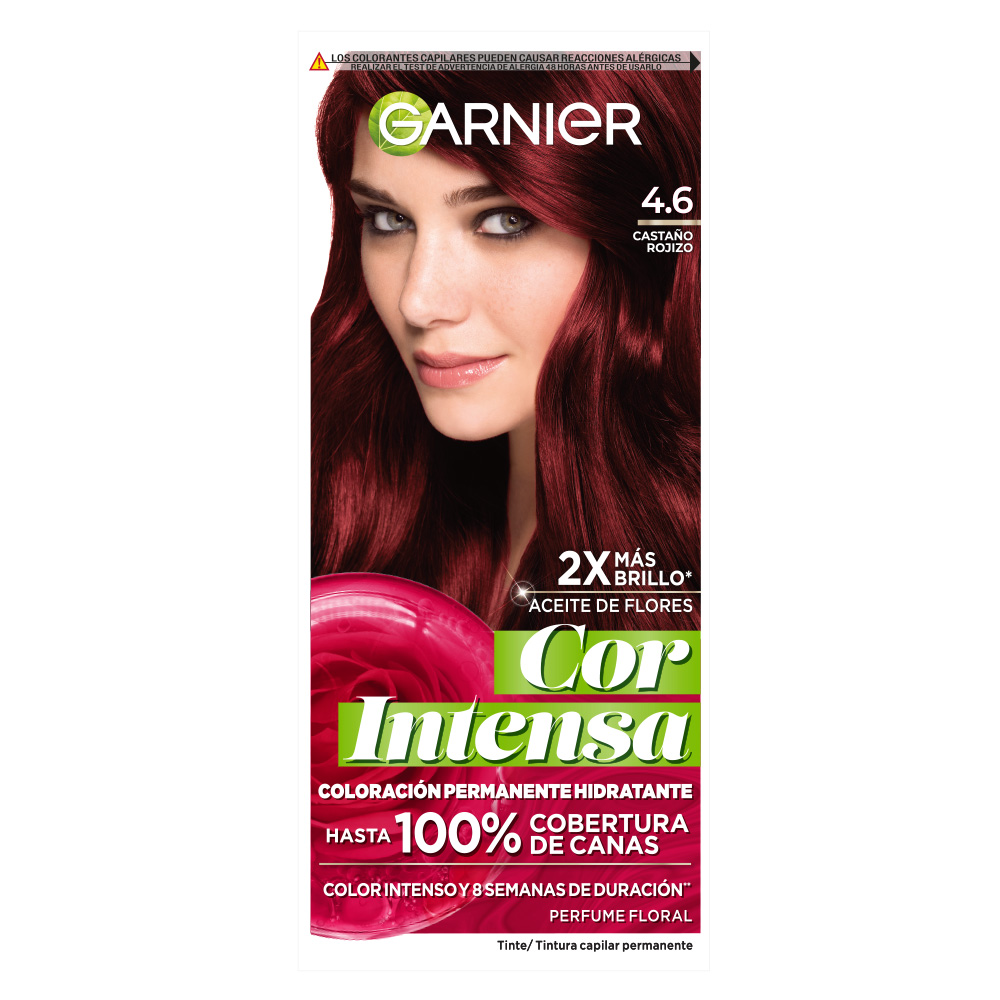 LOS COLORANTES CAPILARES PUEDEN CAUSAR REACCIONES ALÉRGICAS
REALIZAR EL TEST DE ADVERTENCIA DE ALERGIA 48 HORAS ANTES DE USARLO
GARNIER
4.6
CASTAÑO
ROJIZO
2X MÁS
BRILLO*
ACEITE DE FLORES
Cor
Intensa
COLORACIÓN PERMANENTE HIDRATANTE
HASTA 100% COBERTURA
DE CANAS
COLOR INTENSO Y 8 SEMANAS DE DURACIÓN**
PERFUME FLORAL
Tinte/ Tintura capilar permanente